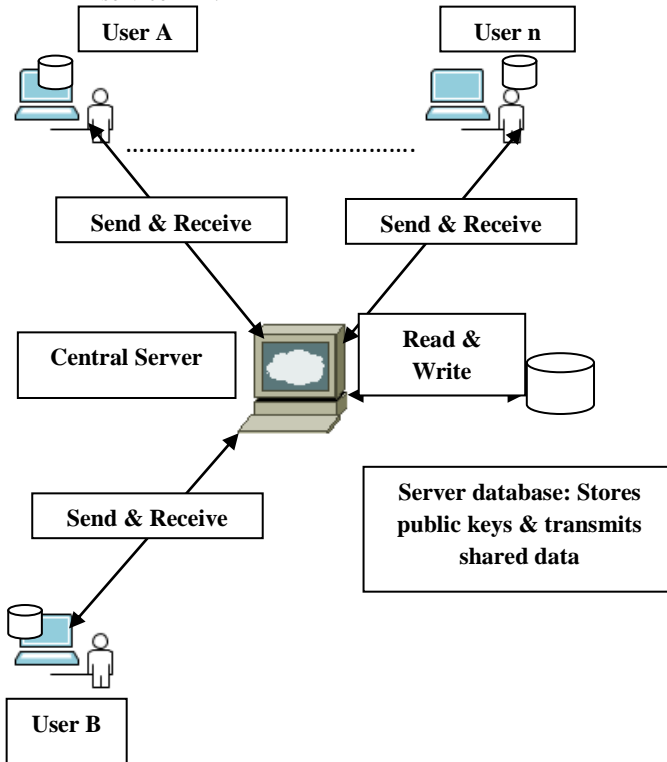 User A
User n
Send & Receive
Send & Receive
Central Server
Read &
Write
Server database: Stores
public keys & transmits
shared data
Send & Receive
User B